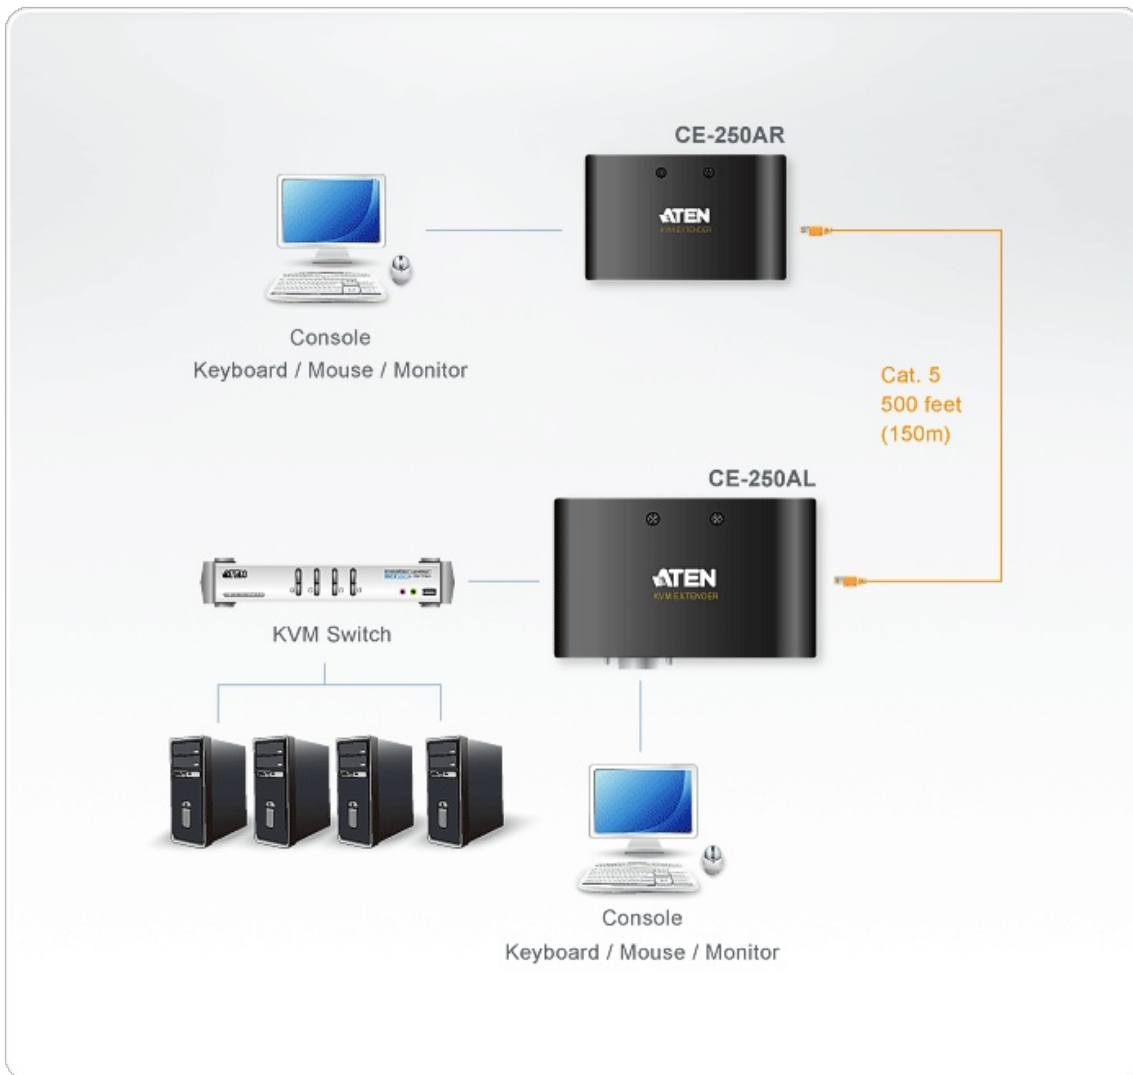 CE-250AR
ATEN
KVM EXTENDER
Console
Keyboard / Mouse / Monitor
Cat. 5
500 feet
(150m)
CE-250AL
ATEN
KVM EXTENDER
KVM Switch
Console
Keyboard / Mouse / Monitor